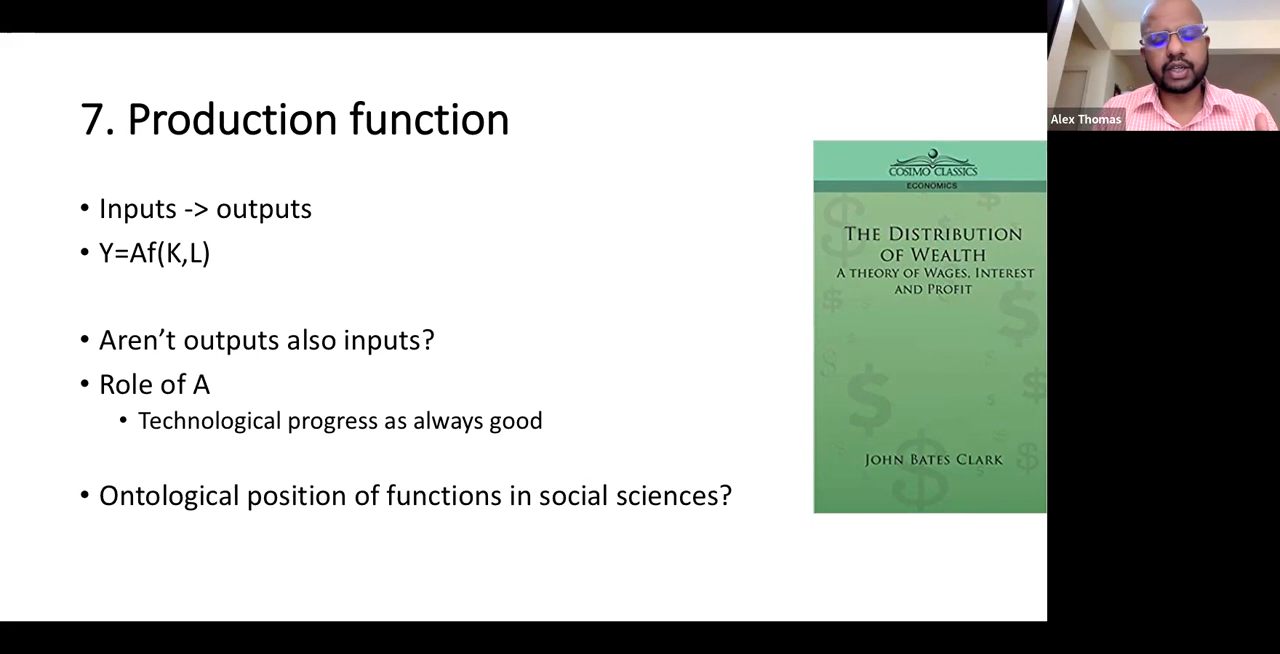 7. Production function
• Inputs -> outputs
• Y=Af(K,L)
• Aren’t outputs also inputs?
• Role of A
• Technological progress as always good
• Ontological position of functions in social sciences?
COSIMO CLASSICS
ECONOMICS
THE DISTRIBUTION
OF WEALTH
A THEORY OF WAGES, INTEREST
AND PROFIT
JOHN BATES CLARK
Alex Thomas